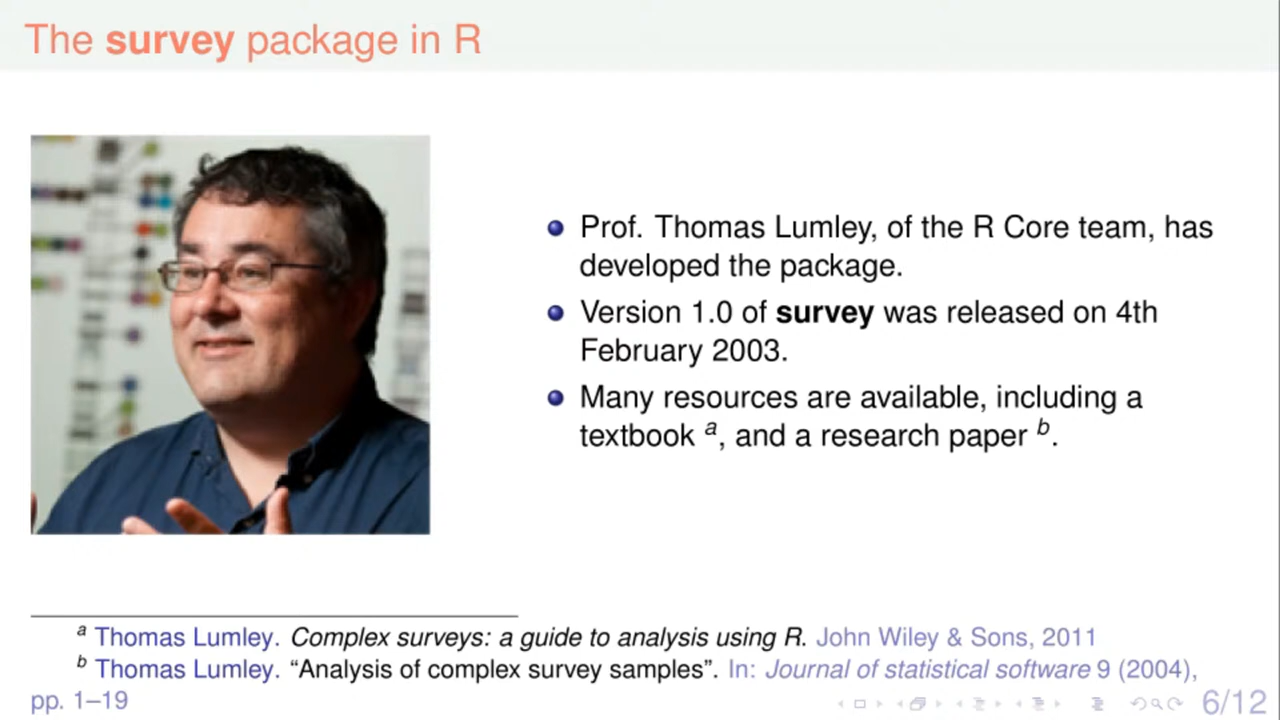 The survey package in R
Prof. Thomas Lumley, of the R Core team, has
developed the package.
Version 1.0 of survey was released on 4th
February 2003.
Many resources are available, including a
textbook a, and a research paper b.
a Thomas Lumley. Complex surveys: a guide to analysis using R. John Wiley & Sons, 2011
b Thomas Lumley. “Analysis of complex survey samples”. In: Journal of statistical software 9 (2004),
pp. 1–19
6/12